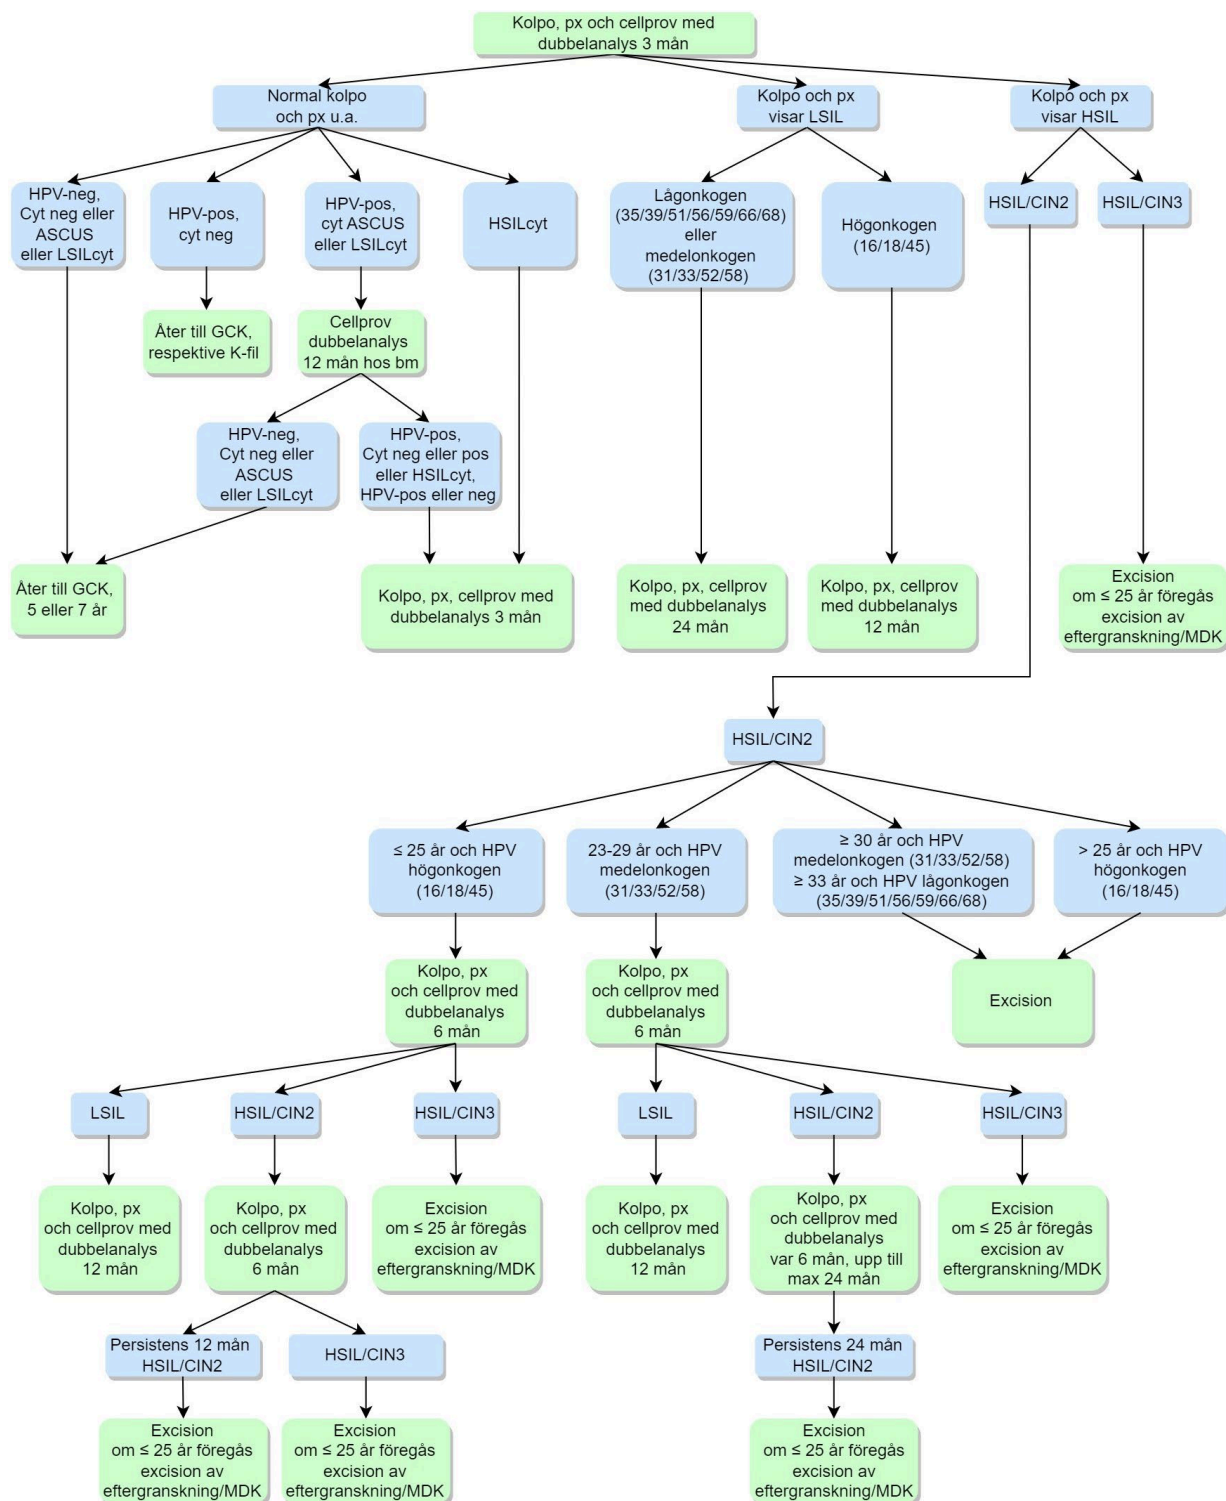 Kolpo, px och cellprov med
dubbelanalys 3 mån
Normal kolpo
och px u.a.
Kolpo och px
visar LSIL
Kolpo och px
visar HSIL
HPV-neg,
Cyt neg eller
ASCUS
eller LSILcyt
HPV-pos,
cyt neg
HPV-pos,
cyt ASCUS
eller LSILcyt
HSILcyt
Lågonkogen
(35/39/51/56/59/66/68)
eller
medelonkogen
(31/33/52/58)
Högonkogen
(16/18/45)
HSIL/CIN2
HSIL/CIN3
Åter till GCK,
respektive K-fil
Cellprov
dubbelanalys
12 mån hos bm
HPV-neg,
Cyt neg eller
ASCUS
eller LSILcyt
HPV-pos,
Cyt neg eller pos
eller HSILcyt,
HPV-pos eller neg
Åter till GCK,
5 eller 7 år
Kolpo, px, cellprov med
dubbelanalys 3 mån
Kolpo, px, cellprov
med dubbelanalys
24 mån
Kolpo, px, cellprov
med dubbelanalys
12 mån
Excision
om ≤ 25 år föregås
excision av
eftergranskning/MDK
HSIL/CIN2
≤ 25 år och HPV
högonkogen
(16/18/45)
23-29 år och HPV
medelonkogen
(31/33/52/58)
≥ 30 år och HPV
medelonkogen (31/33/52/58)
≥ 33 år och HPV lågonkogen
(35/39/51/56/59/66/68)
> 25 år och HPV
högonkogen
(16/18/45)
Kolpo, px
och cellprov med
dubbelanalys
6 mån
Kolpo, px
och cellprov med
dubbelanalys
6 mån
Excision
LSIL
HSIL/CIN2
HSIL/CIN3
LSIL
HSIL/CIN2
HSIL/CIN3
Kolpo, px
och cellprov med
dubbelanalys
12 mån
Kolpo, px
och cellprov med
dubbelanalys
6 mån
Excision
om ≤ 25 år föregås
excision av
eftergranskning/MDK
Kolpo, px
och cellprov med
dubbelanalys
12 mån
Kolpo, px
och cellprov med
dubbelanalys
var 6 mån, upp till
max 24 mån
Excision
om ≤ 25 år föregås
excision av
eftergranskning/MDK
Persistens 12 mån
HSIL/CIN2
HSIL/CIN3
Persistens 24 mån
HSIL/CIN2
Excision
om ≤ 25 år föregås
excision av
eftergranskning/MDK
Excision
om ≤ 25 år föregås
excision av
eftergranskning/MDK
Excision
om ≤ 25 år föregås
excision av
eftergranskning/MDK